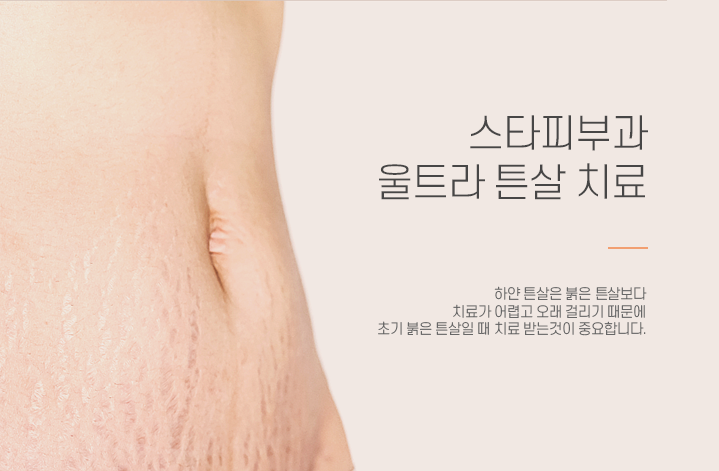 스타피부과
울트라 튼살 치료
하얀 튼살은 붉은 튼살보다
치료가 어렵고 오래 걸리기 때문에
초기 붉은 튼살일 때 치료 받는것이 중요합니다.